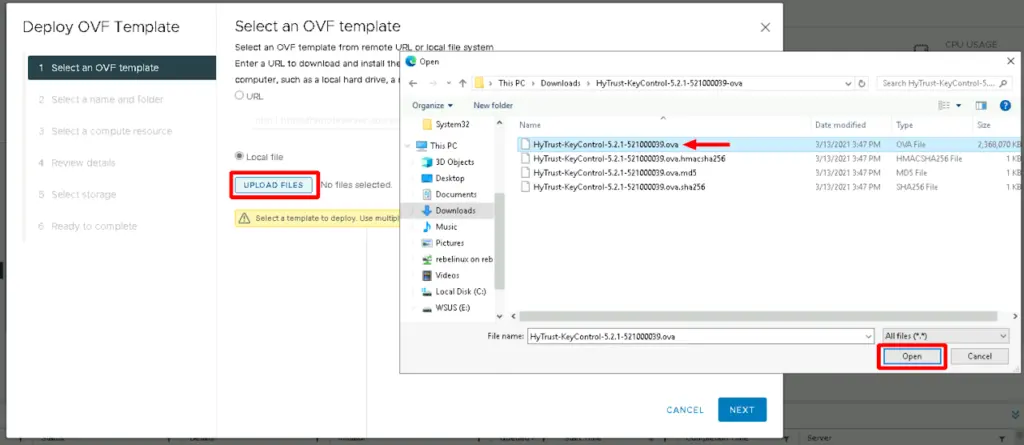 Deploy OVF Template
1 Select an OVF template
2 Select a name and folder
3 Select a compute resource
4 Review details
5 Select storage
6 Ready to complete
Select an OVF template
Select an OVF template from remote URL or local file system
Enter a URL to download and install the
computer, such as a local hard drive, a
URL
Local file
UPLOAD FILES No files selected.
Select a template to deploy. Use multipl
CANCEL NEXT
CPU USAGE
Open
This PC > Downloads > HyTrust-KeyControl-5.2.1-521000039-ova
Search HyTrust-KeyControl-5....
Organize New folder
System32
This PC
3D Objects
Desktop
Documents
Downloads
Music
Pictures
rebelinux on reb
Videos
Local Disk (C:)
WSUS (E:)
Name Date modified Type Size
HyTrust-KeyControl-5.2.1-521000039.ova 3/13/2021 3:47 PM OVA File 2,368,070 KB
HyTrust-KeyControl-5.2.1-521000039.ova.hmacsha256 3/13/2021 3:47 PM HMACSHA256 File 1 KB
HyTrust-KeyControl-5.2.1-521000039.ova.md5 3/13/2021 3:47 PM MD5 File 1 KB
HyTrust-KeyControl-5.2.1-521000039.ova.sha256 3/13/2021 3:47 PM SHA256 File 1 KB
File name: HyTrust-KeyControl-5.2.1-521000039.ova All files (*.*)
Open Cancel
Server